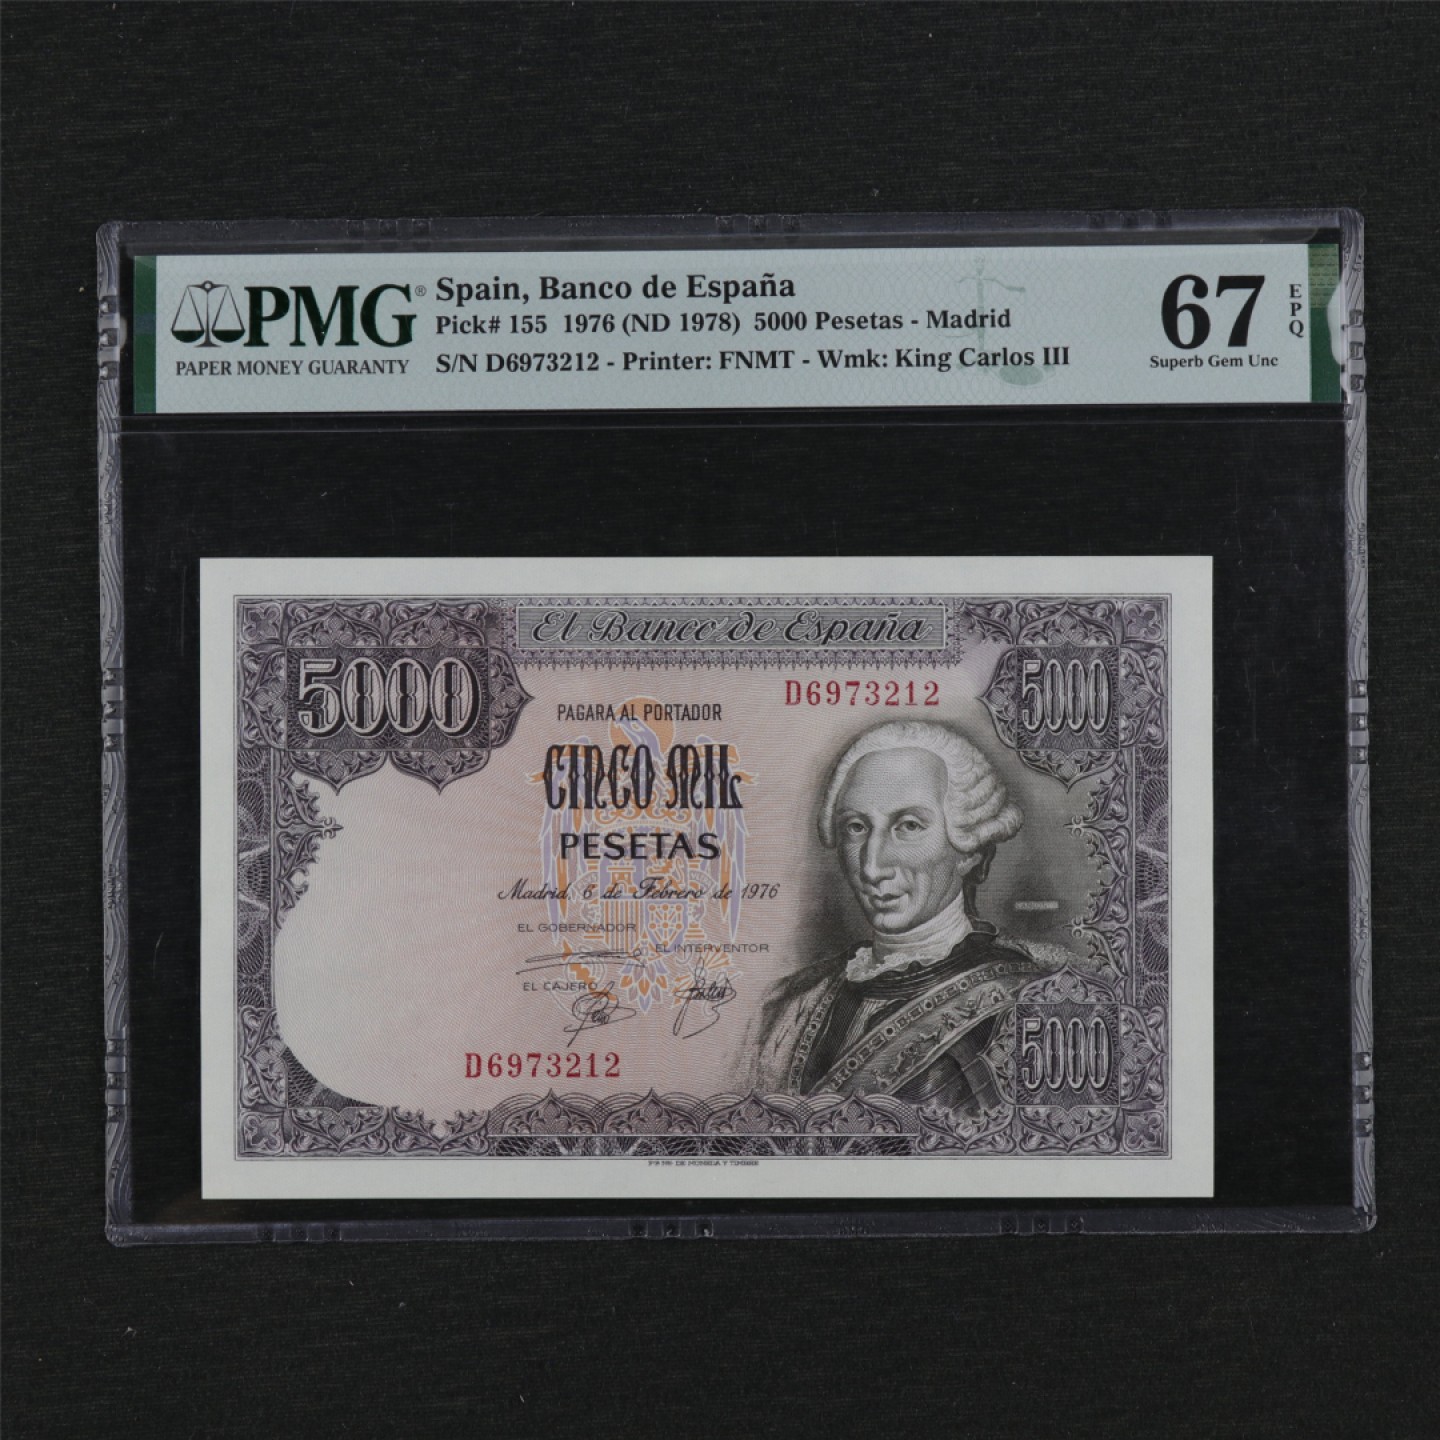 PMG®
PAPER MONEY GUARANTY
Spain, Banco de España
Pick# 155 1976 (ND 1978) 5000 Pesetas - Madrid
S/N D6973212 - Printer: FNMT - Wmk: King Carlos III
67
EPQ
Superb Gem Unc
El Banco de España
5000
5000
D6973212
PAGARA AL PORTADOR
CINCO MIL
PESETAS
Madrid, 6 de Febrero de 1976
EL GOBERNADOR
EL INTERVENTOR
EL CAJERO
D6973212
5000